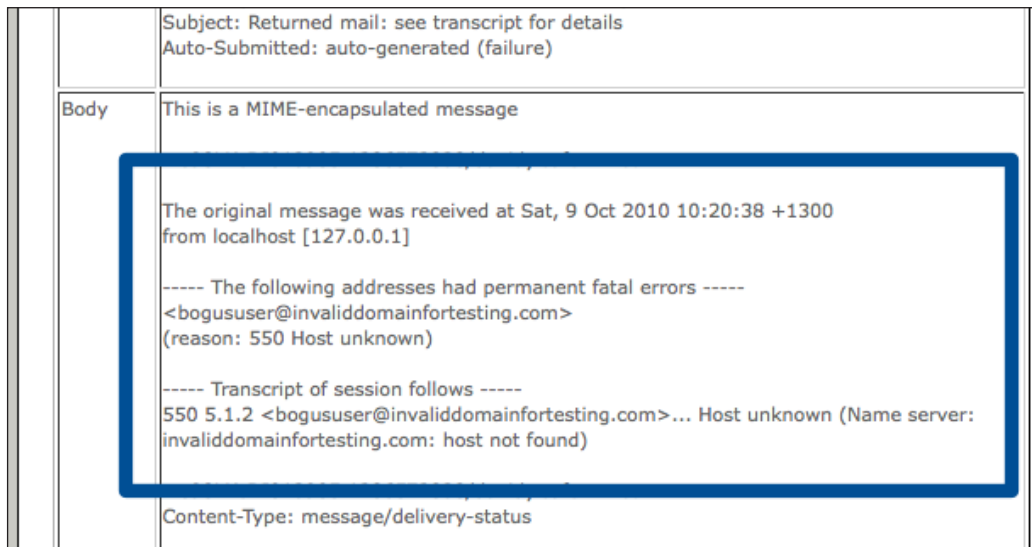 Subject: Returned mail: see transcript for details
Auto-Submitted: auto-generated (failure)
Body
This is a MIME-encapsulated message
The original message was received at Sat, 9 Oct 2010 10:20:38 +1300
from localhost [127.0.0.1]
----- The following addresses had permanent fatal errors -----
<bogususer@invaliddomainfortesting.com>
(reason: 550 Host unknown)
----- Transcript of session follows -----
550 5.1.2 <bogususer@invaliddomainfortesting.com>... Host unknown (Name server:
invaliddomainfortesting.com: host not found)
Content-Type: message/delivery-status